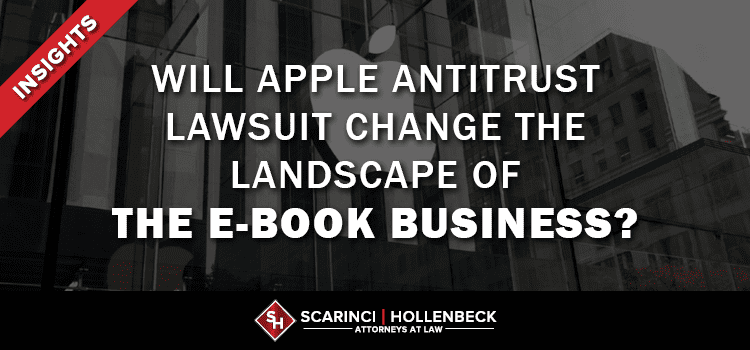 INSIGHTS
WILL APPLE ANTITRUST
LAWSUIT CHANGE THE
LANDSCAPE OF
THE E-BOOK BUSINESS?
SH
SCARINCI | HOLLENBECK
ATTORNEYS AT LAW